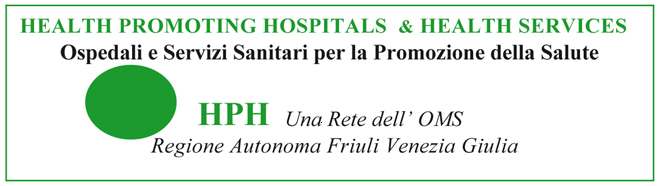 HEALTH PROMOTING HOSPITALS & HEALTH SERVICES
Ospedali e Servizi Sanitari per la Promozione della Salute
HPH Una Rete dell' OMS
Regione Autonoma Friuli Venezia Giulia